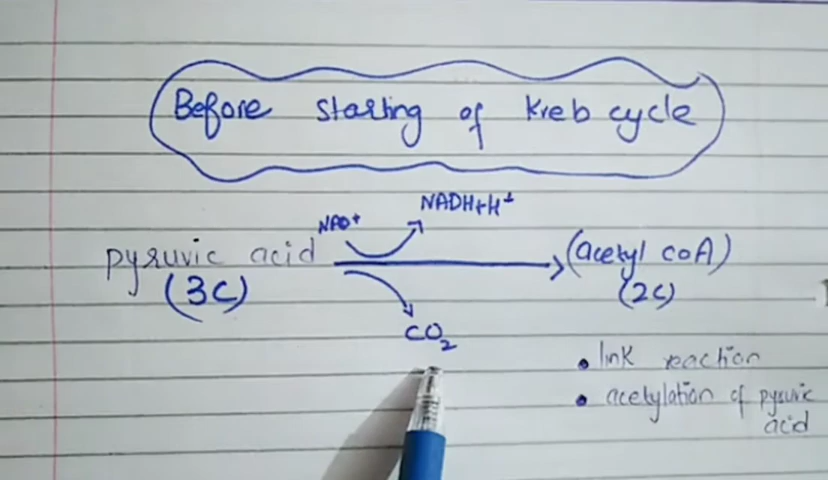 Before starting of Kreb cycle
NAD+ NADH+H+
pyruvic acid (acetyl coA)
(3C) (2C)
CO2
• link reaction
• acetylation of pyruvic
acid